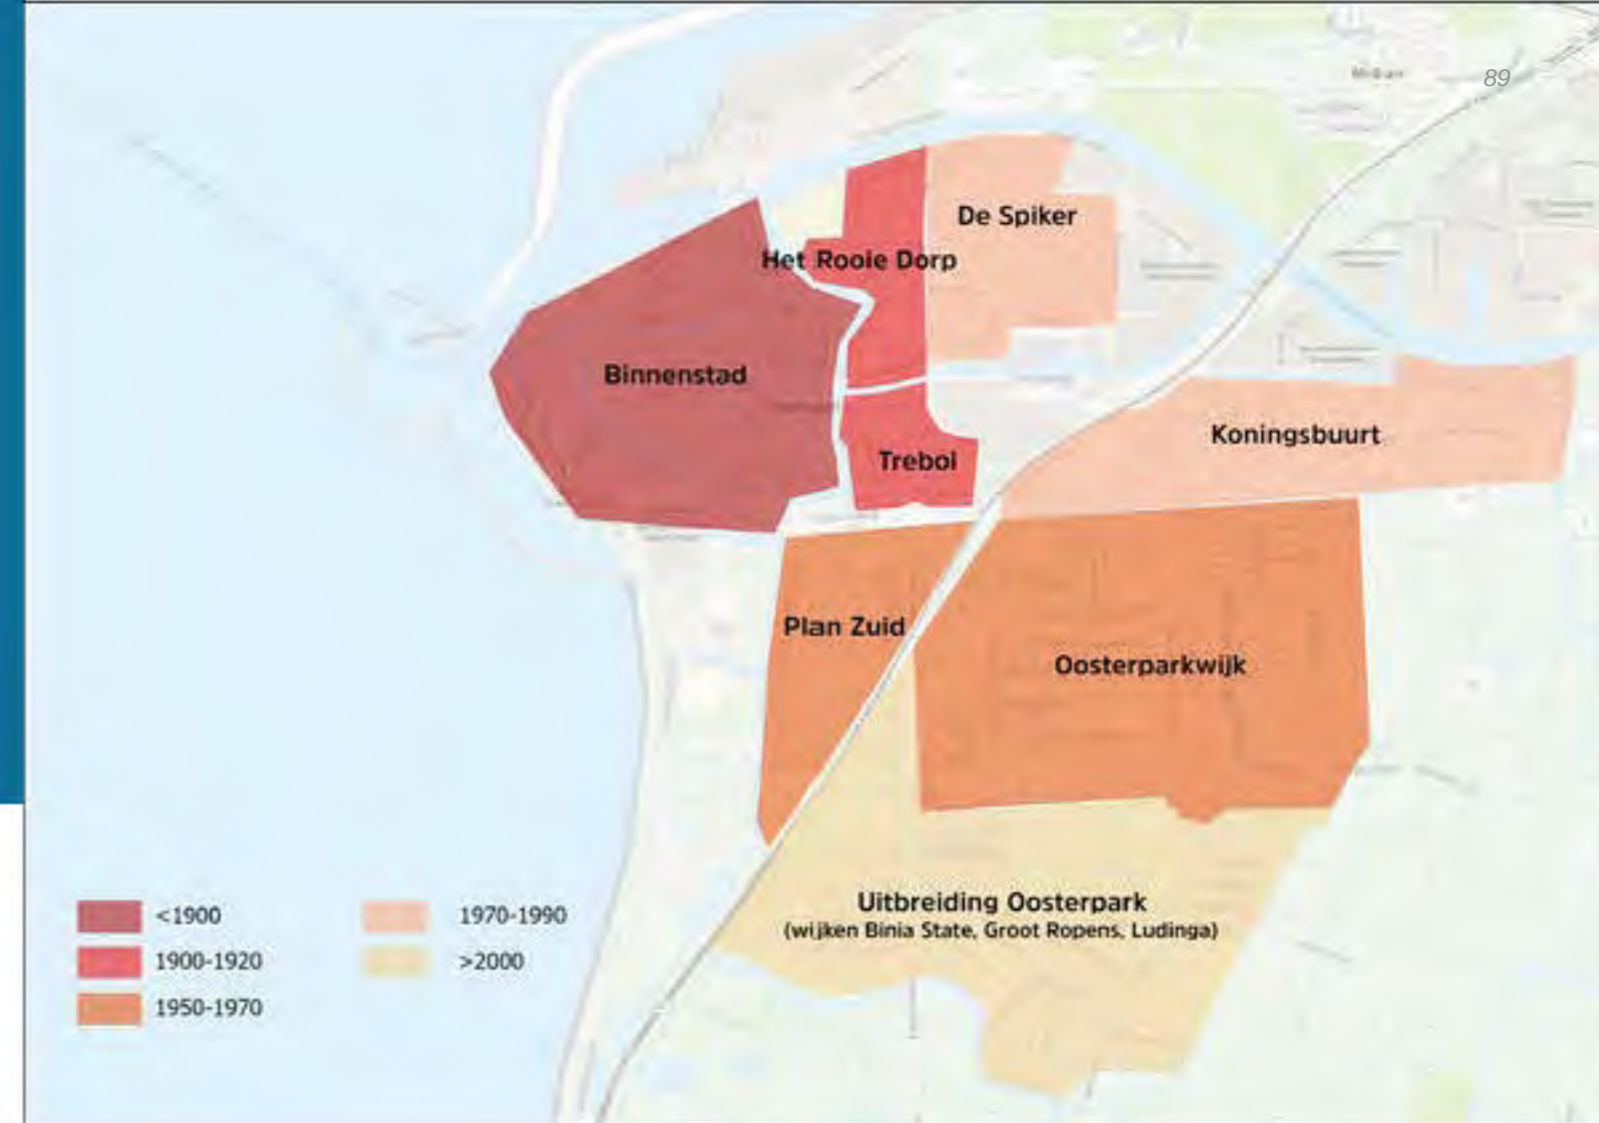 89
De Spiker
Het Rooie Dorp
Binnenstad
Koningsbuurt
Trebol
Plan Zuid
Oosterparkwijk
Uitbreiding Oosterpark
(wijken Binia State, Groot Ropens, Ludinga)
<1900
1900-1920
1950-1970
1970-1990
>2000